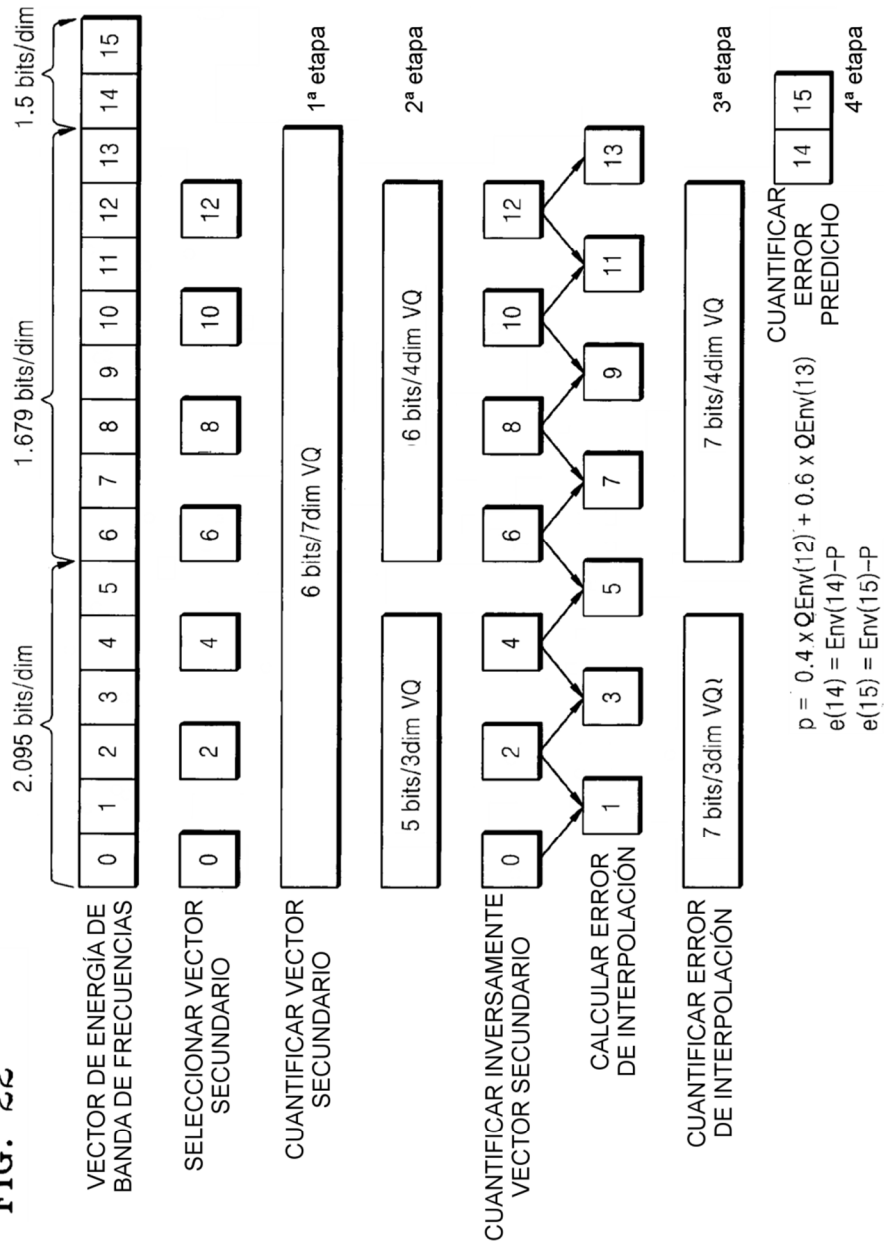 FIG. 22
2.095 bits/dim 1.679 bits/dim 1.5 bits/dim
VECTOR DE ENERGÍA DE
BANDA DE FRECUENCIAS
0 1 2 3 4 5 6 7 8 9 10 11 12 13 14 15
SELECCIONAR VECTOR
SECUNDARIO
0 2 4 6 8 10 12
CUANTIFICAR VECTOR
SECUNDARIO
6 bits/7dim VQ
1ª etapa
5 bits/3dim VQ
6 bits/4dim VQ
2ª etapa
CUANTIFICAR INVERSAMENTE
VECTOR SECUNDARIO
0 2 4 6 8 10 12
CALCULAR ERROR
DE INTERPOLACIÓN
1 3 5 7 9 11 13
CUANTIFICAR ERROR
DE INTERPOLACIÓN
7 bits/3dim VQ
7 bits/4dim VQ
3ª etapa
p = 0.4 x QEnv(12) + 0.6 x QEnv(13)
e(14) = Env(14)-P
e(15) = Env(15)-P
CUANTIFICAR
ERROR
PREDICHO
14 15
4ª etapa